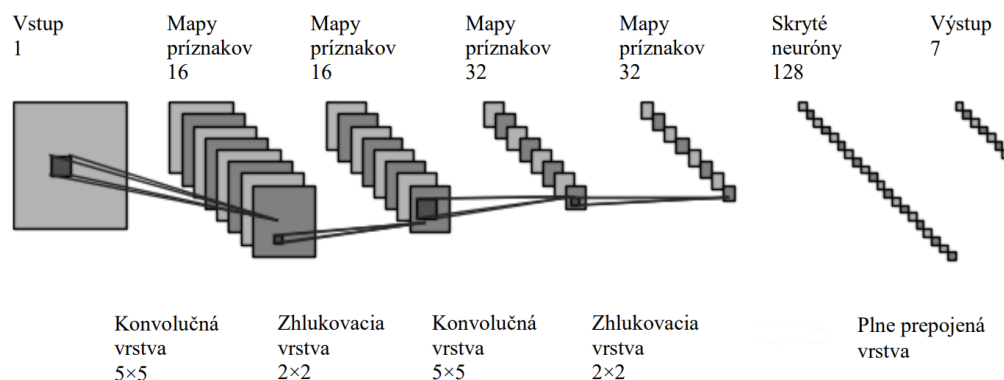 Vstup
1
Mapy
príznakov
16
Mapy
príznakov
16
Mapy
príznakov
32
Mapy
príznakov
32
Skryté
neuróny
128
Výstup
7
Konvolučná
vrstva
5×5
Zhlukovacia
vrstva
2×2
Konvolučná
vrstva
5×5
Zhlukovacia
vrstva
2×2
Plne prepojená
vrstva